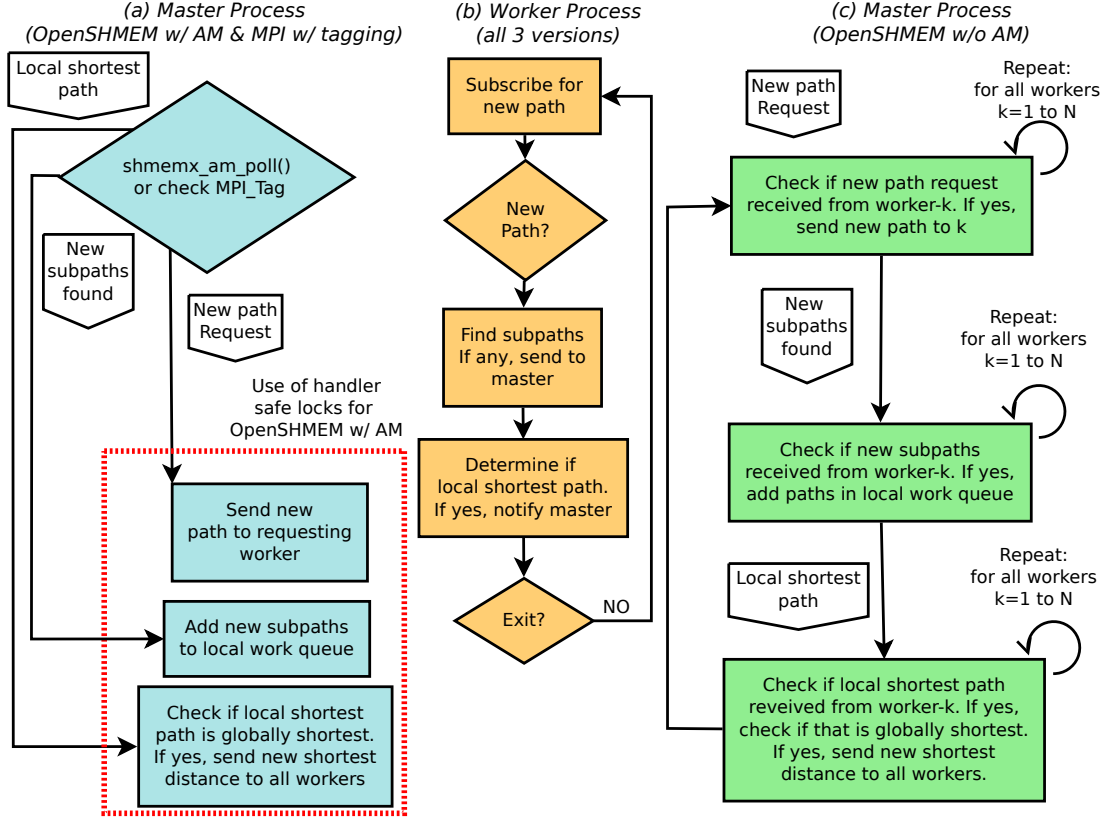 (a) Master Process
(OpenSHMEM w/ AM & MPI w/ tagging)
Local shortest
path
shmemx_am_poll()
or check MPI_Tag
New
subpaths
found
New path
Request
Use of handler
safe locks for
OpenSHMEM w/ AM
Send new
path to requesting
worker
Add new subpaths
to local work queue
Check if local shortest
path is globally shortest.
If yes, send new shortest
distance to all workers
(b) Worker Process
(all 3 versions)
Subscribe for
new path
New
Path?
Find subpaths
If any, send to
master
Determine if
local shortest path.
If yes, notify master
Exit?
NO
(c) Master Process
(OpenSHMEM w/o AM)
New path
Request
Repeat:
for all workers
k=1 to N
Check if new path request
received from worker-k. If yes,
send new path to k
New
subpaths
found
Repeat:
for all workers
k=1 to N
Check if new subpaths
received from worker-k. If yes,
add paths in local work queue
Local shortest
path
Repeat:
for all workers
k=1 to N
Check if local shortest path
reveived from worker-k. If yes,
check if that is globally shortest.
If yes, send new shortest
distance to all workers.